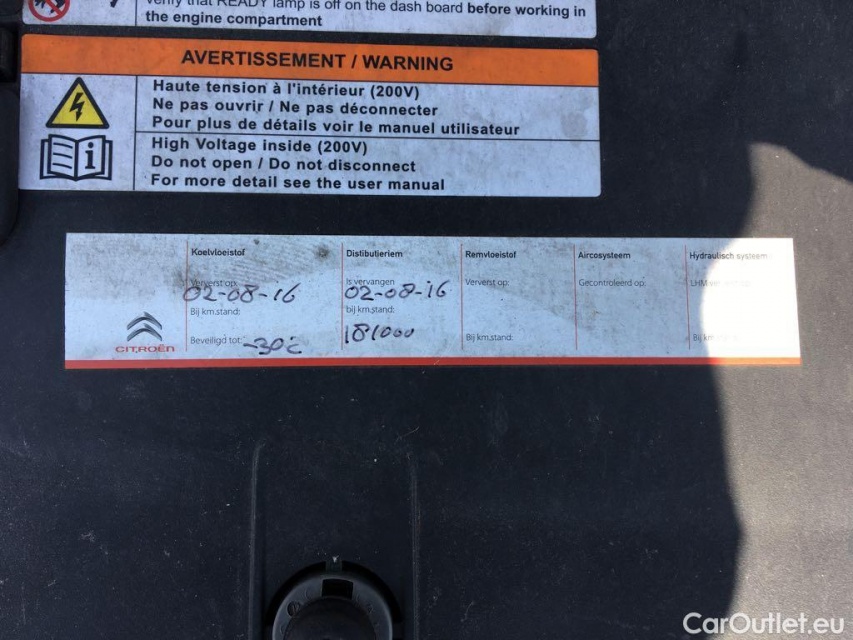 verify that READY lamp is off on the dash board before working in
the engine compartment
AVERTISSEMENT / WARNING
Haute tension à l'intérieur (200V)
Ne pas ouvrir / Ne pas déconnecter
Pour plus de détails voir le manuel utilisateur
High Voltage inside (200V)
Do not open / Do not disconnect
For more detail see the user manual
Koelvloeistof
Ververst op:
02-08-16
Bij km.stand:
Beveiligd tot: -30c
Distibutieriem
Is vervangen
02-08-16
bij km.stand:
181000
Remvloeistof
Ververst op:
Bij km.stand:
Aircosysteem
Gecontroleerd op:
Hydraulisch systeem
LHM
Bij
CITROËN
CarOutlet.eu